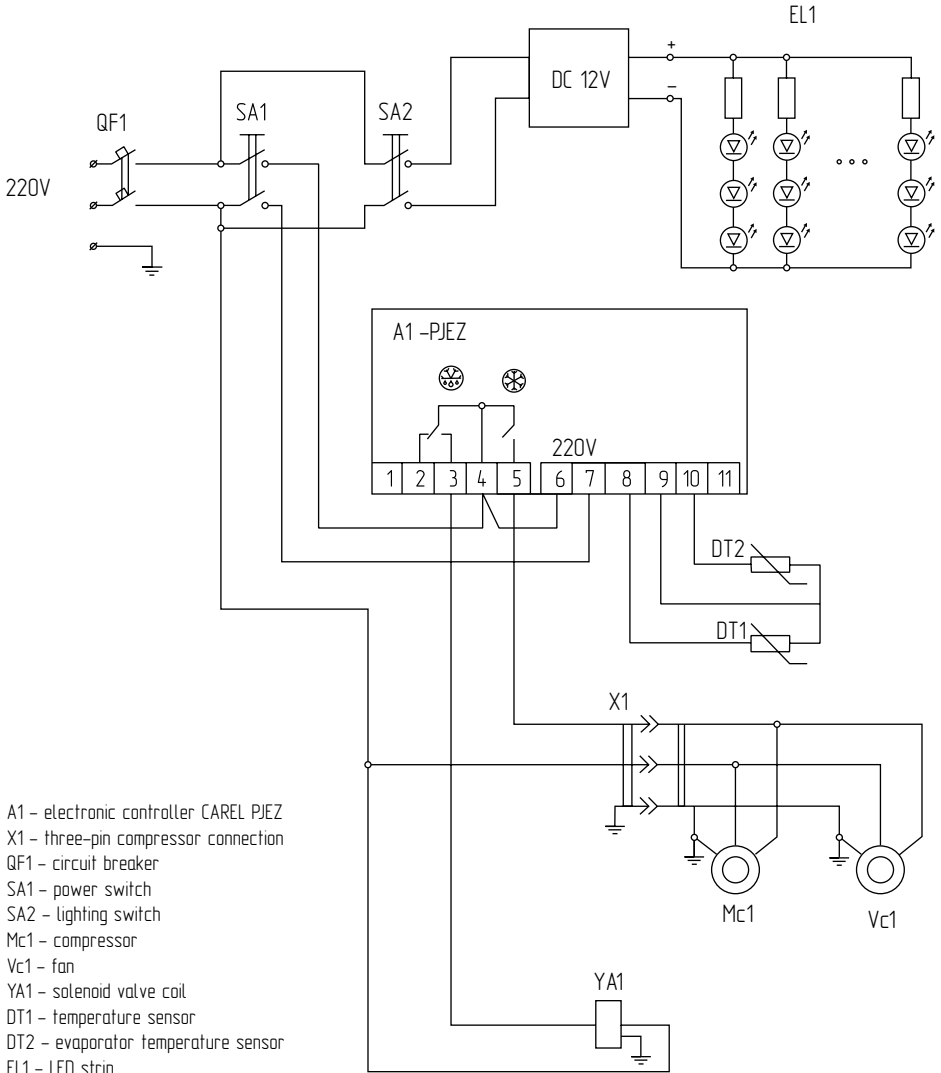 EL1
DC 12V
+
–
QF1
SA1
SA2
220V
A1 –PJEZ
220V
1 2 3 4 5 6 7 8 9 10 11
DT2
DT1
X1
Mc1
Vc1
YA1
A1 – electronic controller CAREL PJEZ
X1 – three-pin compressor connection
QF1 – circuit breaker
SA1 – power switch
SA2 – lighting switch
Mc1 – compressor
Vc1 – fan
YA1 – solenoid valve coil
DT1 – temperature sensor
DT2 – evaporator temperature sensor
EL1 – LED strip